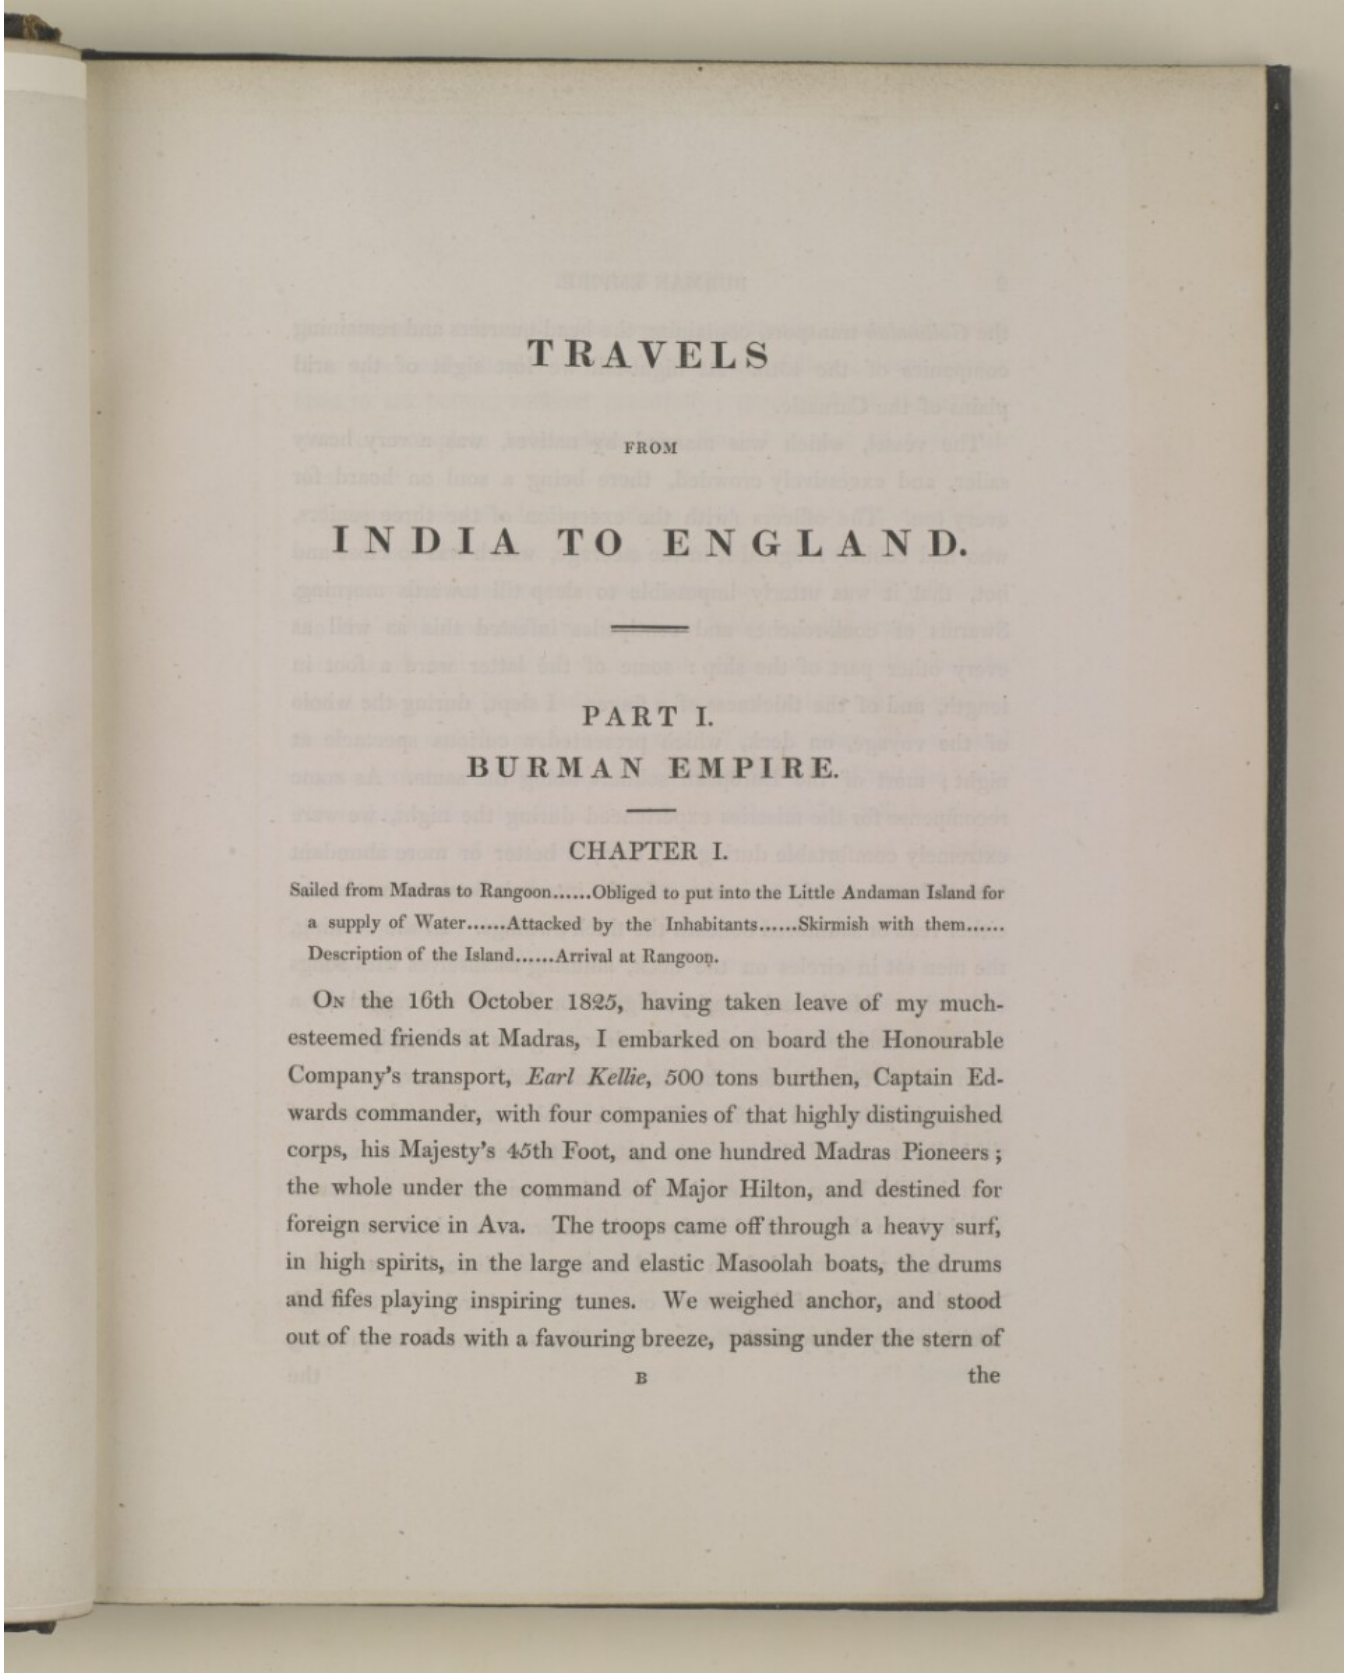 TRAVELS
FROM
INDIA TO ENGLAND.
PART I.
BURMAN EMPIRE.
CHAPTER I.
Sailed from Madras to Rangoon......Obliged to put into the Little Andaman Island for
a supply of Water......Attacked by the Inhabitants......Skirmish with them......
Description of the Island......Arrival at Rangoon.
On the 16th October 1825, having taken leave of my much-
esteemed friends at Madras, I embarked on board the Honourable
Company's transport, Earl Kellie, 500 tons burthen, Captain Ed-
wards commander, with four companies of that highly distinguished
corps, his Majesty's 45th Foot, and one hundred Madras Pioneers;
the whole under the command of Major Hilton, and destined for
foreign service in Ava. The troops came off through a heavy surf,
in high spirits, in the large and elastic Masoolah boats, the drums
and fifes playing inspiring tunes. We weighed anchor, and stood
out of the roads with a favouring breeze, passing under the stern of
B the